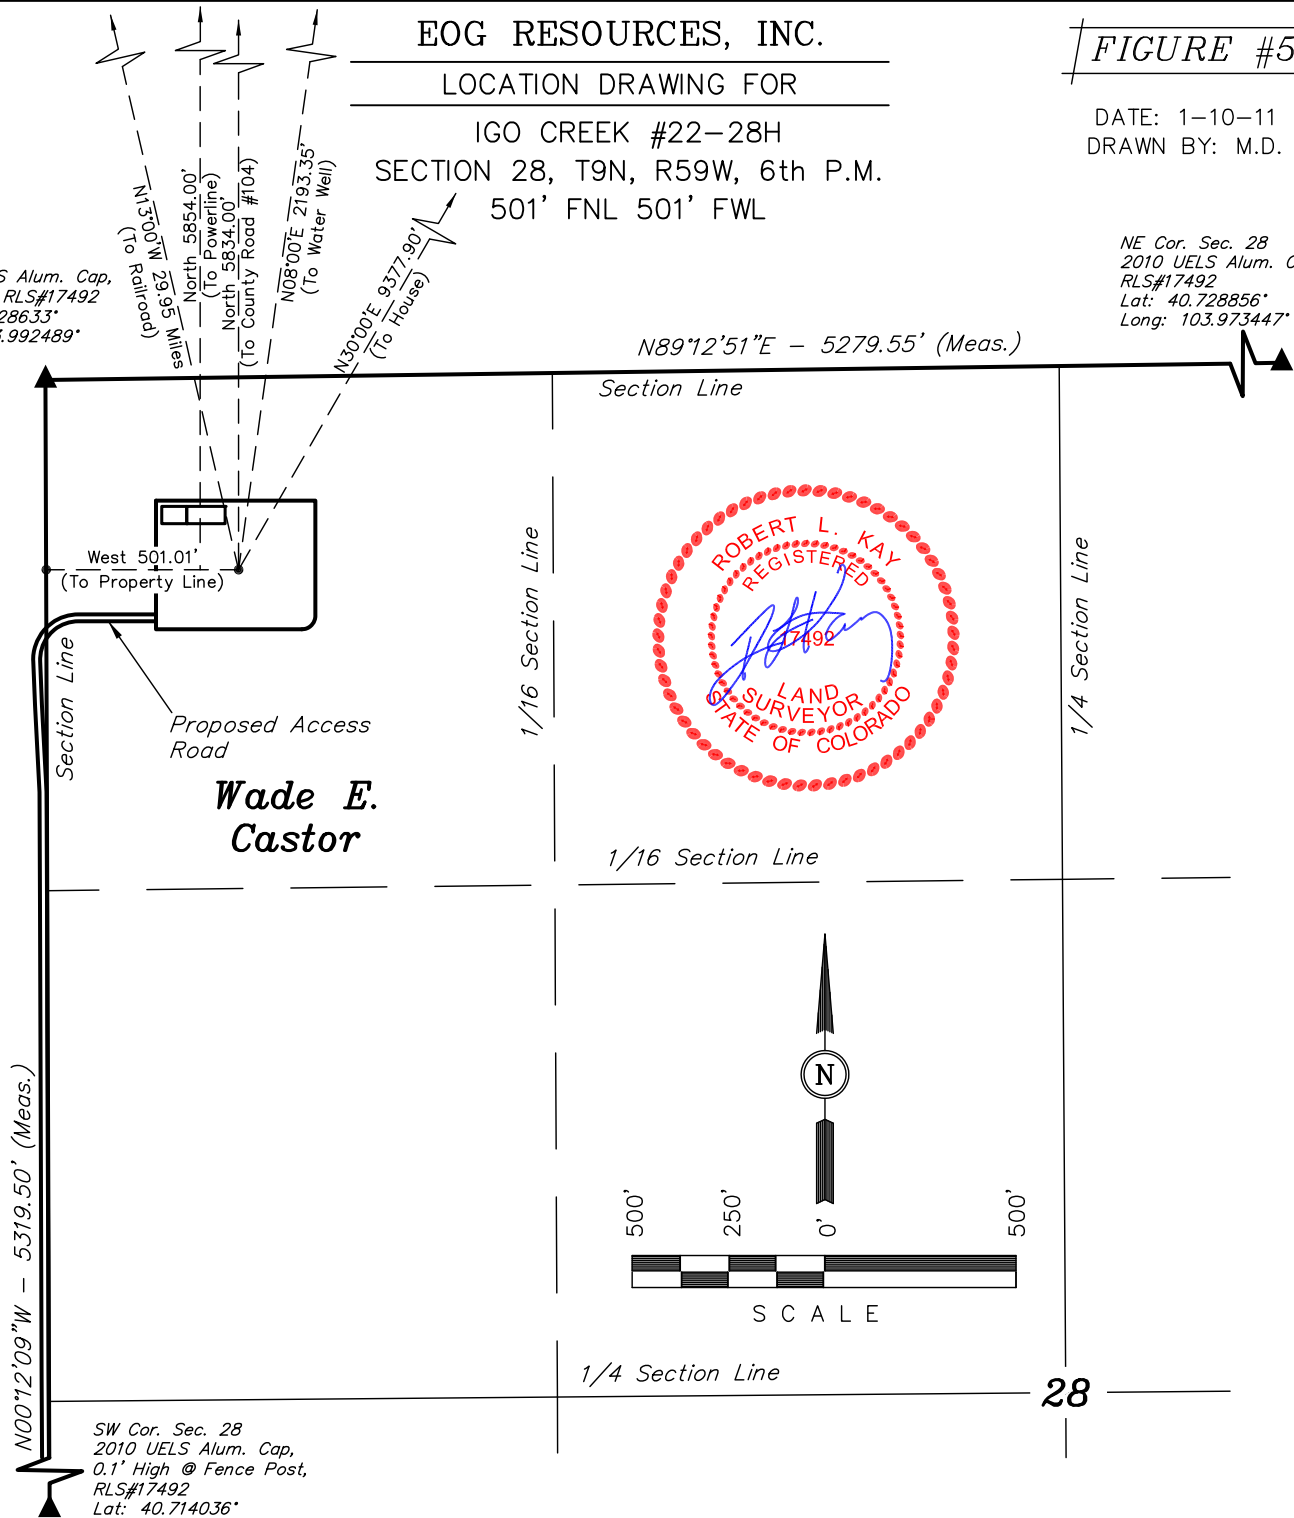 EOG RESOURCES, INC.
LOCATION DRAWING FOR
IGO CREEK #22-28H
SECTION 28, T9N, R59W, 6th P.M.
501' FNL 501' FWL
FIGURE #5
DATE: 1-10-11
DRAWN BY: M.D.
N13°00'W 29.95 Miles
(To Railroad)
North 5854.00'
(To Powerline)
North 5834.00'
(To County Road #104)
N08°00'E 2193.35'
(To Water Well)
N30°00'E 9377.90'
(To House)
Alum. Cap,
RLS#17492
28633°
.992489°
NE Cor. Sec. 28
2010 UELS Alum.
RLS#17492
Lat: 40.728856°
Long: 103.973447°
N89°12'51"E - 5279.55' (Meas.)
Section Line
West 501.01'
(To Property Line)
Section Line
Proposed Access
Road
Wade E.
Castor
1/16 Section Line
ROBERT L. KAY
REGISTERED
17492
LAND
SURVEYOR
STATE OF COLORADO
1/4 Section Line
1/16 Section Line
N
500'
250'
0'
500'
SCALE
N00°12'09"W - 5319.50' (Meas.)
1/4 Section Line
28
SW Cor. Sec. 28
2010 UELS Alum. Cap,
0.1' High @ Fence Post,
RLS#17492
Lat: 40.714036°